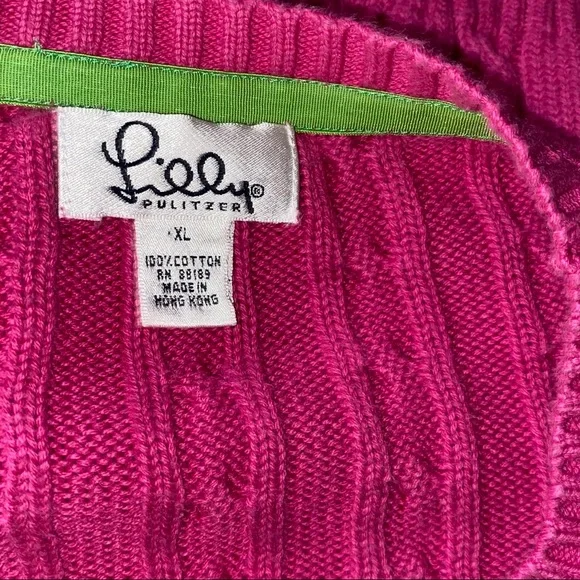 Lilly®
PULITZER
XL
100% COTTON
RN 88189
MADE IN
HONG KONG